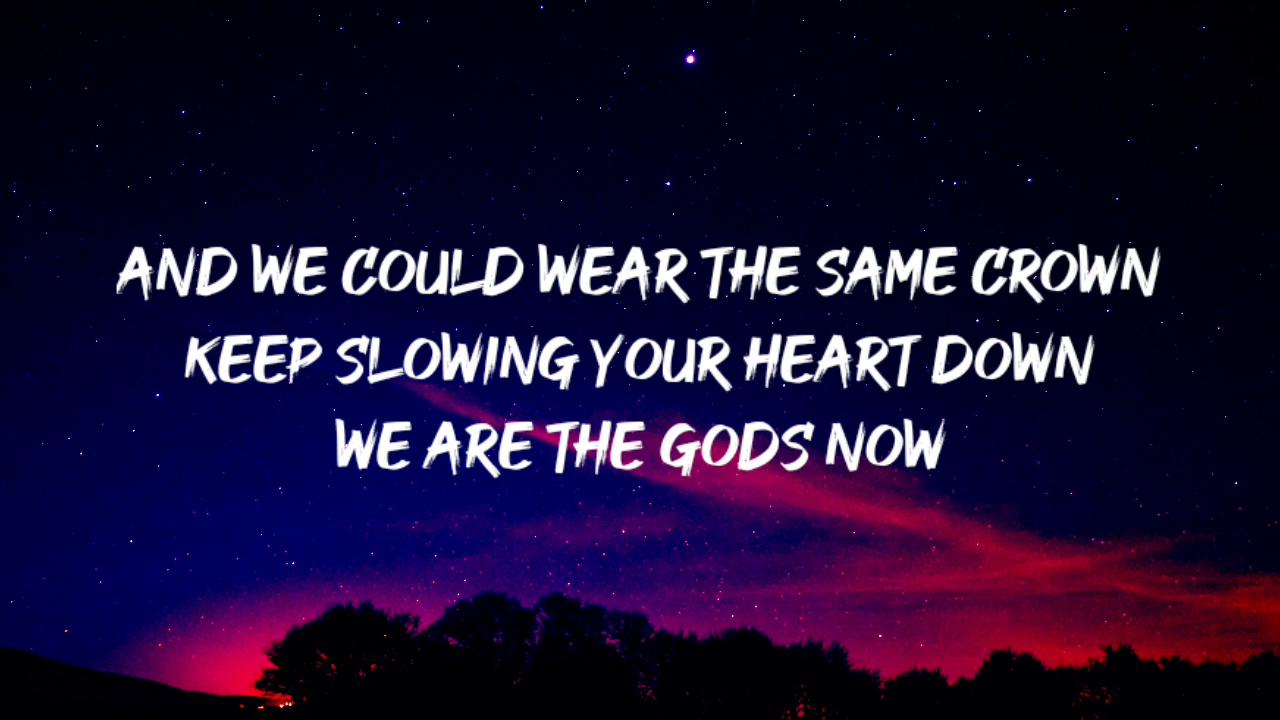 AND WE COULD WEAR THE SAME CROWN
KEEP SLOWING YOUR HEART DOWN
WE ARE THE GODS NOW